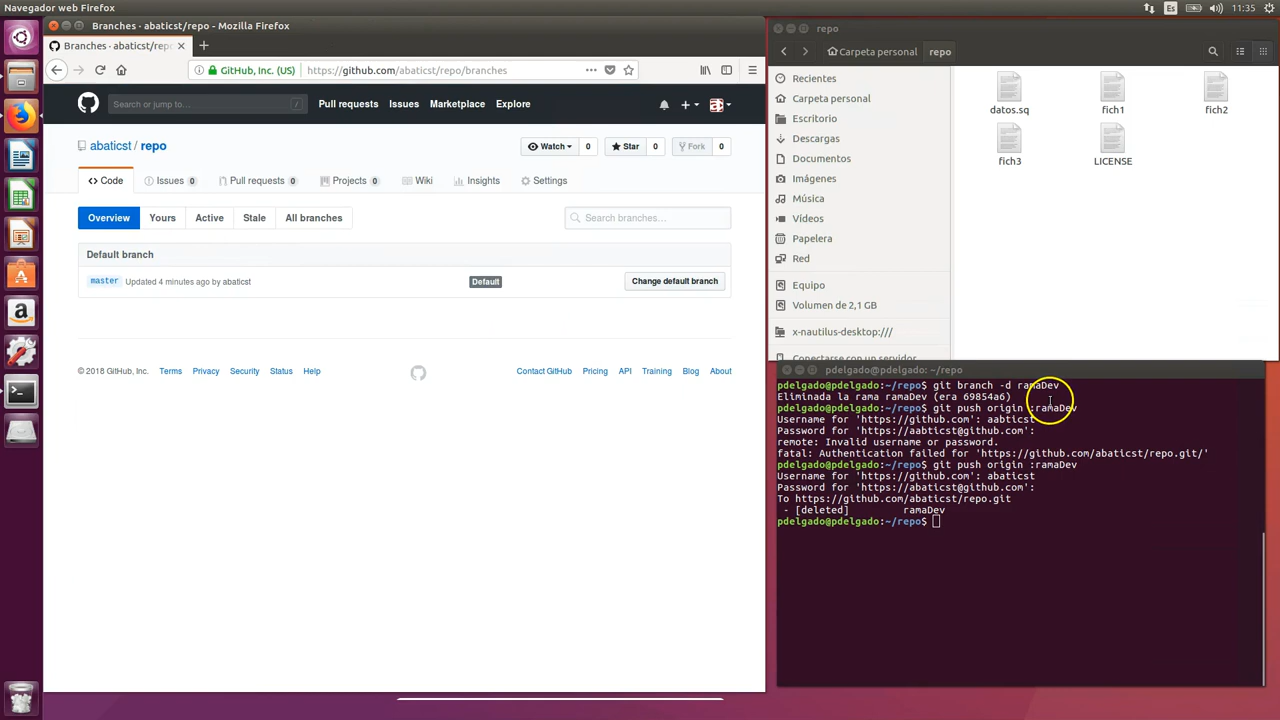 Navegador web Firefox
Es
11:35
Branches · abaticst/repo - Mozilla Firefox
Branches · abaticst/repo
GitHub, Inc. (US)
https://github.com/abaticst/repo/branches
Search or jump to...
/
Pull requests
Issues
Marketplace
Explore
abaticst / repo
Watch
0
Star
0
Fork
0
Code
Issues 0
Pull requests 0
Projects 0
Wiki
Insights
Settings
Overview
Yours
Active
Stale
All branches
Search branches...
Default branch
master
Updated 4 minutes ago by abaticst
Default
Change default branch
© 2018 GitHub, Inc.
Terms
Privacy
Security
Status
Help
Contact GitHub
Pricing
API
Training
Blog
About
repo
Carpeta personal
repo
Recientes
Carpeta personal
Escritorio
Descargas
Documentos
Imágenes
Música
Vídeos
Papelera
Red
Equipo
Volumen de 2,1 GB
x-nautilus-desktop:///
Conectarse con un servidor
datos.sq
fich1
fich2
fich3
LICENSE
pdelgado@pdelgado: ~/repo
pdelgado@pdelgado:~/repo$ git branch -d ramaDev
Eliminada la rama ramaDev (era 69854a6)
pdelgado@pdelgado:~/repo$ git push origin :ramaDev
Username for 'https://github.com': aabticst
Password for 'https://aabticst@github.com':
remote: Invalid username or password.
fatal: Authentication failed for 'https://github.com/abaticst/repo.git/'
pdelgado@pdelgado:~/repo$ git push origin :ramaDev
Username for 'https://github.com': abaticst
Password for 'https://abaticst@github.com':
To https://github.com/abaticst/repo.git
- [deleted] ramaDev
pdelgado@pdelgado:~/repo$